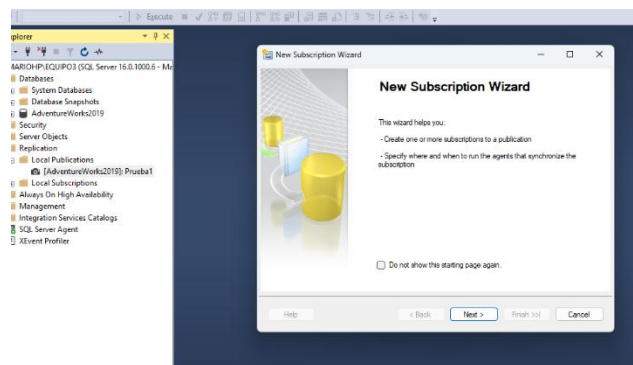 Execute
plorer
MARIOHP\EQUIPO3 (SQL Server 16.0.1000.6 - Ma
Databases
System Databases
Database Snapshots
AdventureWorks2019
Security
Server Objects
Replication
Local Publications
[AdventureWorks2019]: Prueba1
Local Subscriptions
Always On High Availability
Management
Integration Services Catalogs
SQL Server Agent
XEvent Profiler
New Subscription Wizard
New Subscription Wizard
This wizard helps you:
- Create one or more subscriptions to a publication
- Specify where and when to run the agents that synchronize the
subscription
Do not show this starting page again.
Help
< Back
Next >
Finish >>|
Cancel